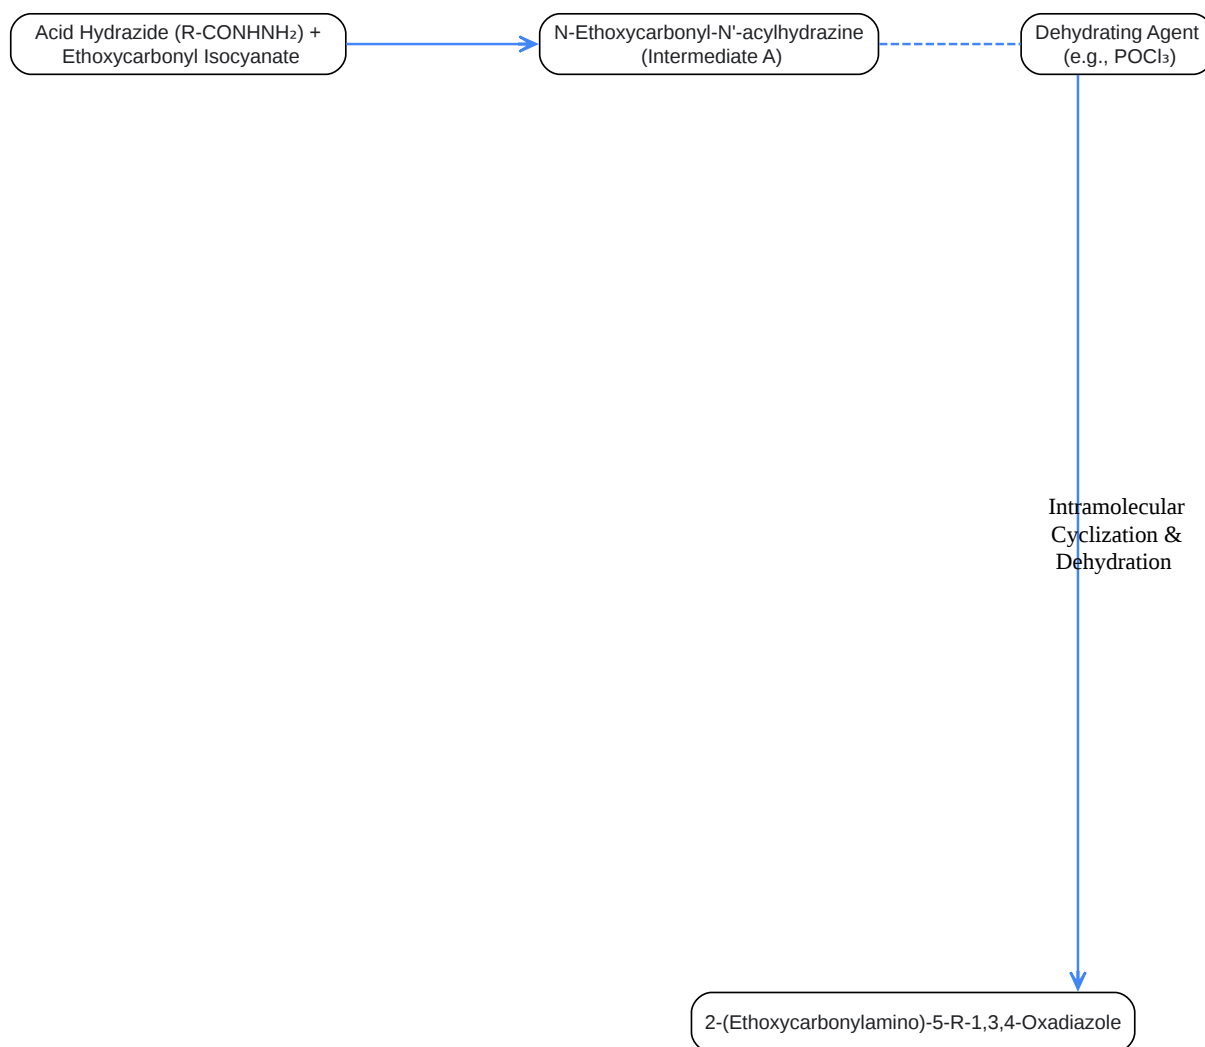 Acid Hydrazide (R-CONHNH₂) +
Ethoxycarbonyl Isocyanate
N-Ethoxycarbonyl-N'-acylhydrazine
(Intermediate A)
Dehydrating Agent
(e.g., POCl₃)
Intramolecular
Cyclization &
Dehydration
2-(Ethoxycarbonylamino)-5-R-1,3,4-Oxadiazole